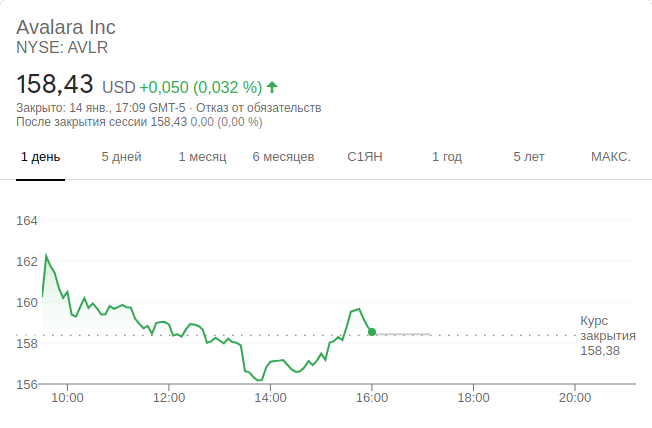 Avalara Inc
NYSE: AVLR
158,43 USD +0,050 (0,032 %)
Закрыто: 14 янв., 17:09 GMT-5 · Отказ от обязательств
После закрытия сессии 158,43 0,00 (0,00 %)
1 день 5 дней 1 месяц 6 месяцев С1ЯН 1 год 5 лет МАКС.
164
162
160
158
156
Курс
закрытия
158,38
10:00 12:00 14:00 16:00 18:00 20:00